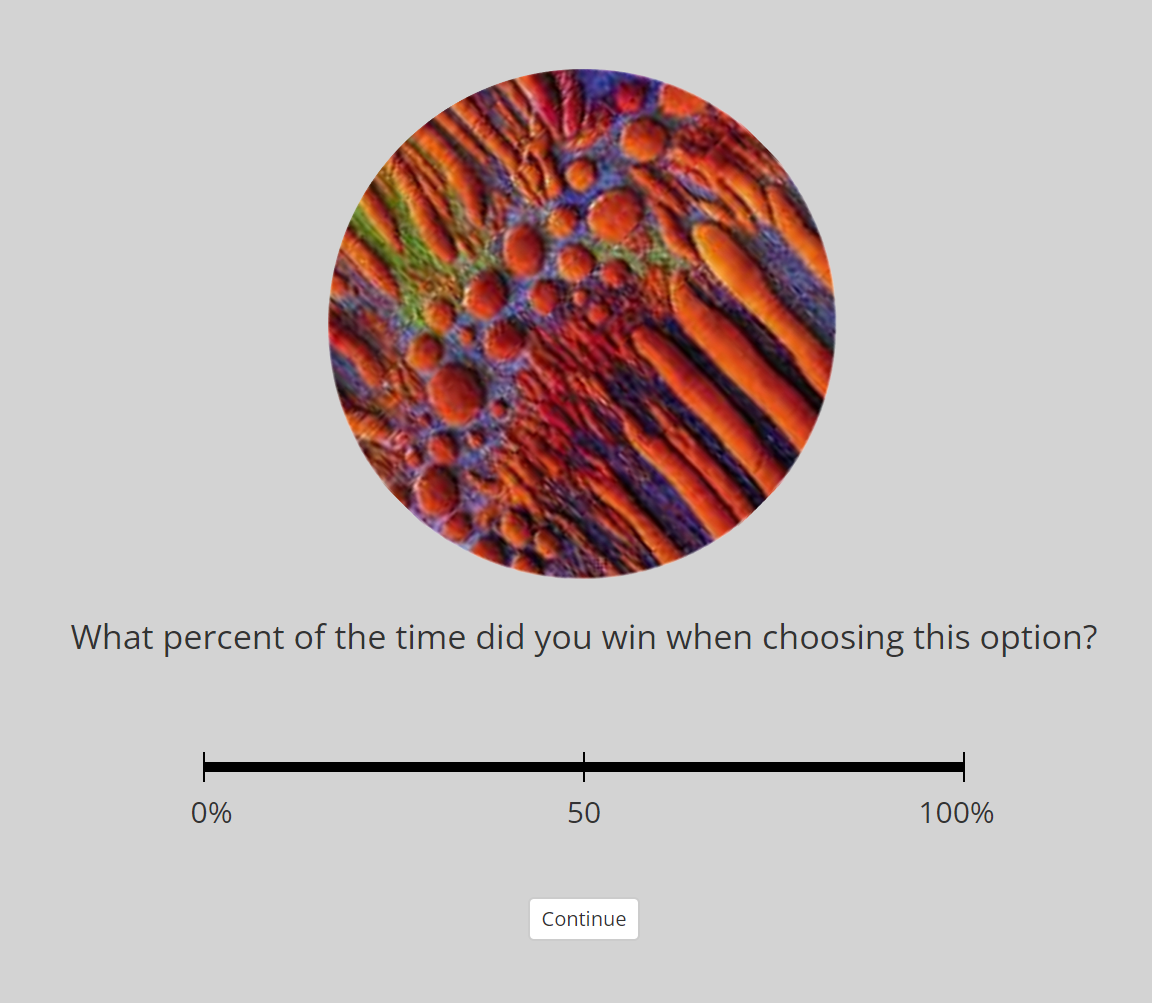 What percent of the time did you win when choosing this option?
0% 50 100%
Continue